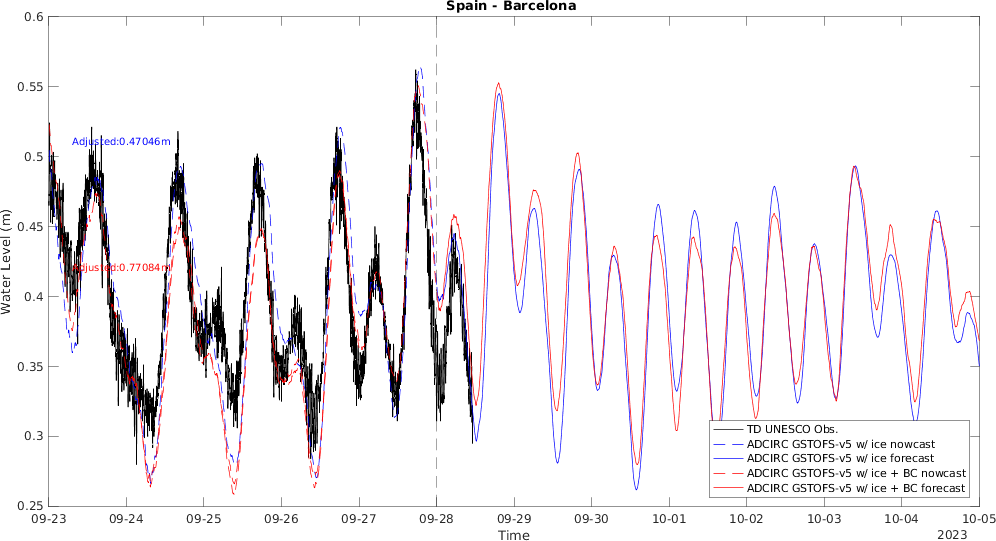 Spain - Barcelona
0.6
0.55
0.5
0.45
0.4
0.35
0.3
0.25
Water Level (m)
Adjusted:0.47046m
Adjusted:0.77084m
TD UNESCO Obs.
ADCIRC GSTOFS-v5 w/ ice nowcast
ADCIRC GSTOFS-v5 w/ ice forecast
ADCIRC GSTOFS-v5 w/ ice + BC nowcast
ADCIRC GSTOFS-v5 w/ ice + BC forecast
09-23 09-24 09-25 09-26 09-27 09-28 09-29 09-30 10-01 10-02 10-03 10-04 10-05
Time
2023